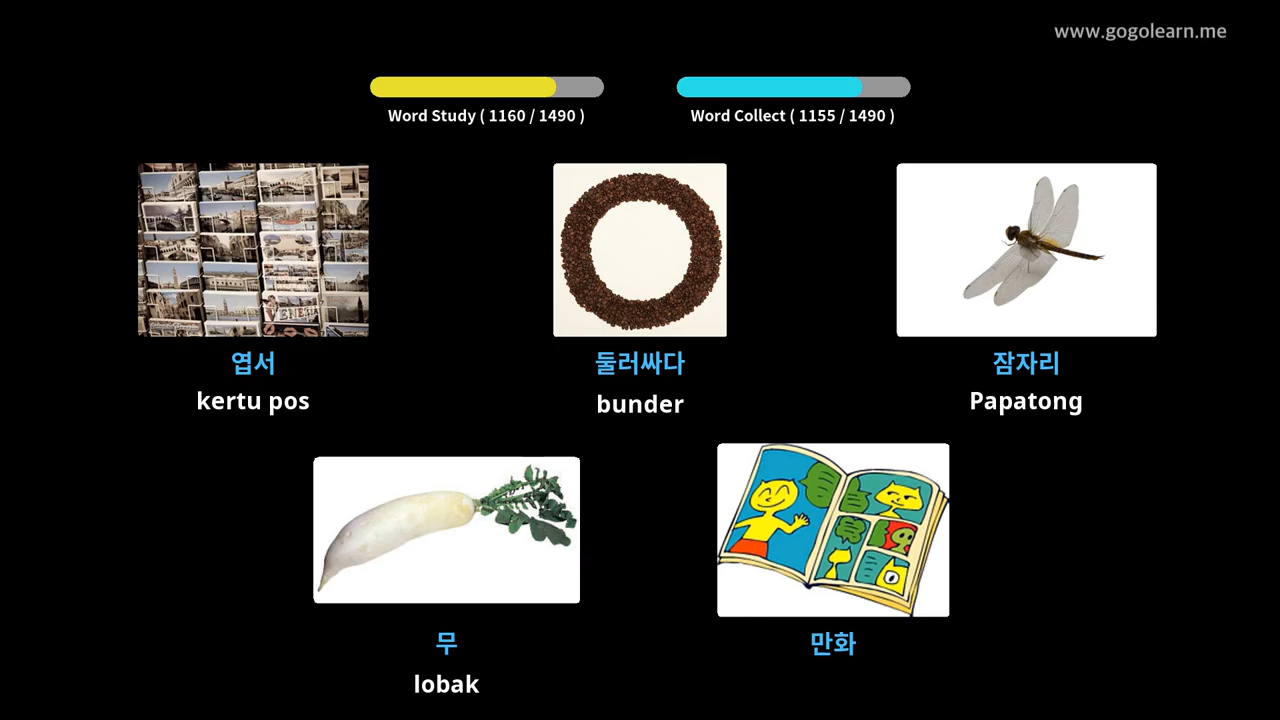 www.gogolearn.me
Word Study ( 1160 / 1490 )
Word Collect ( 1155 / 1490 )
엽서
kertu pos
둘러싸다
bunder
잠자리
Papatong
무
lobak
만화